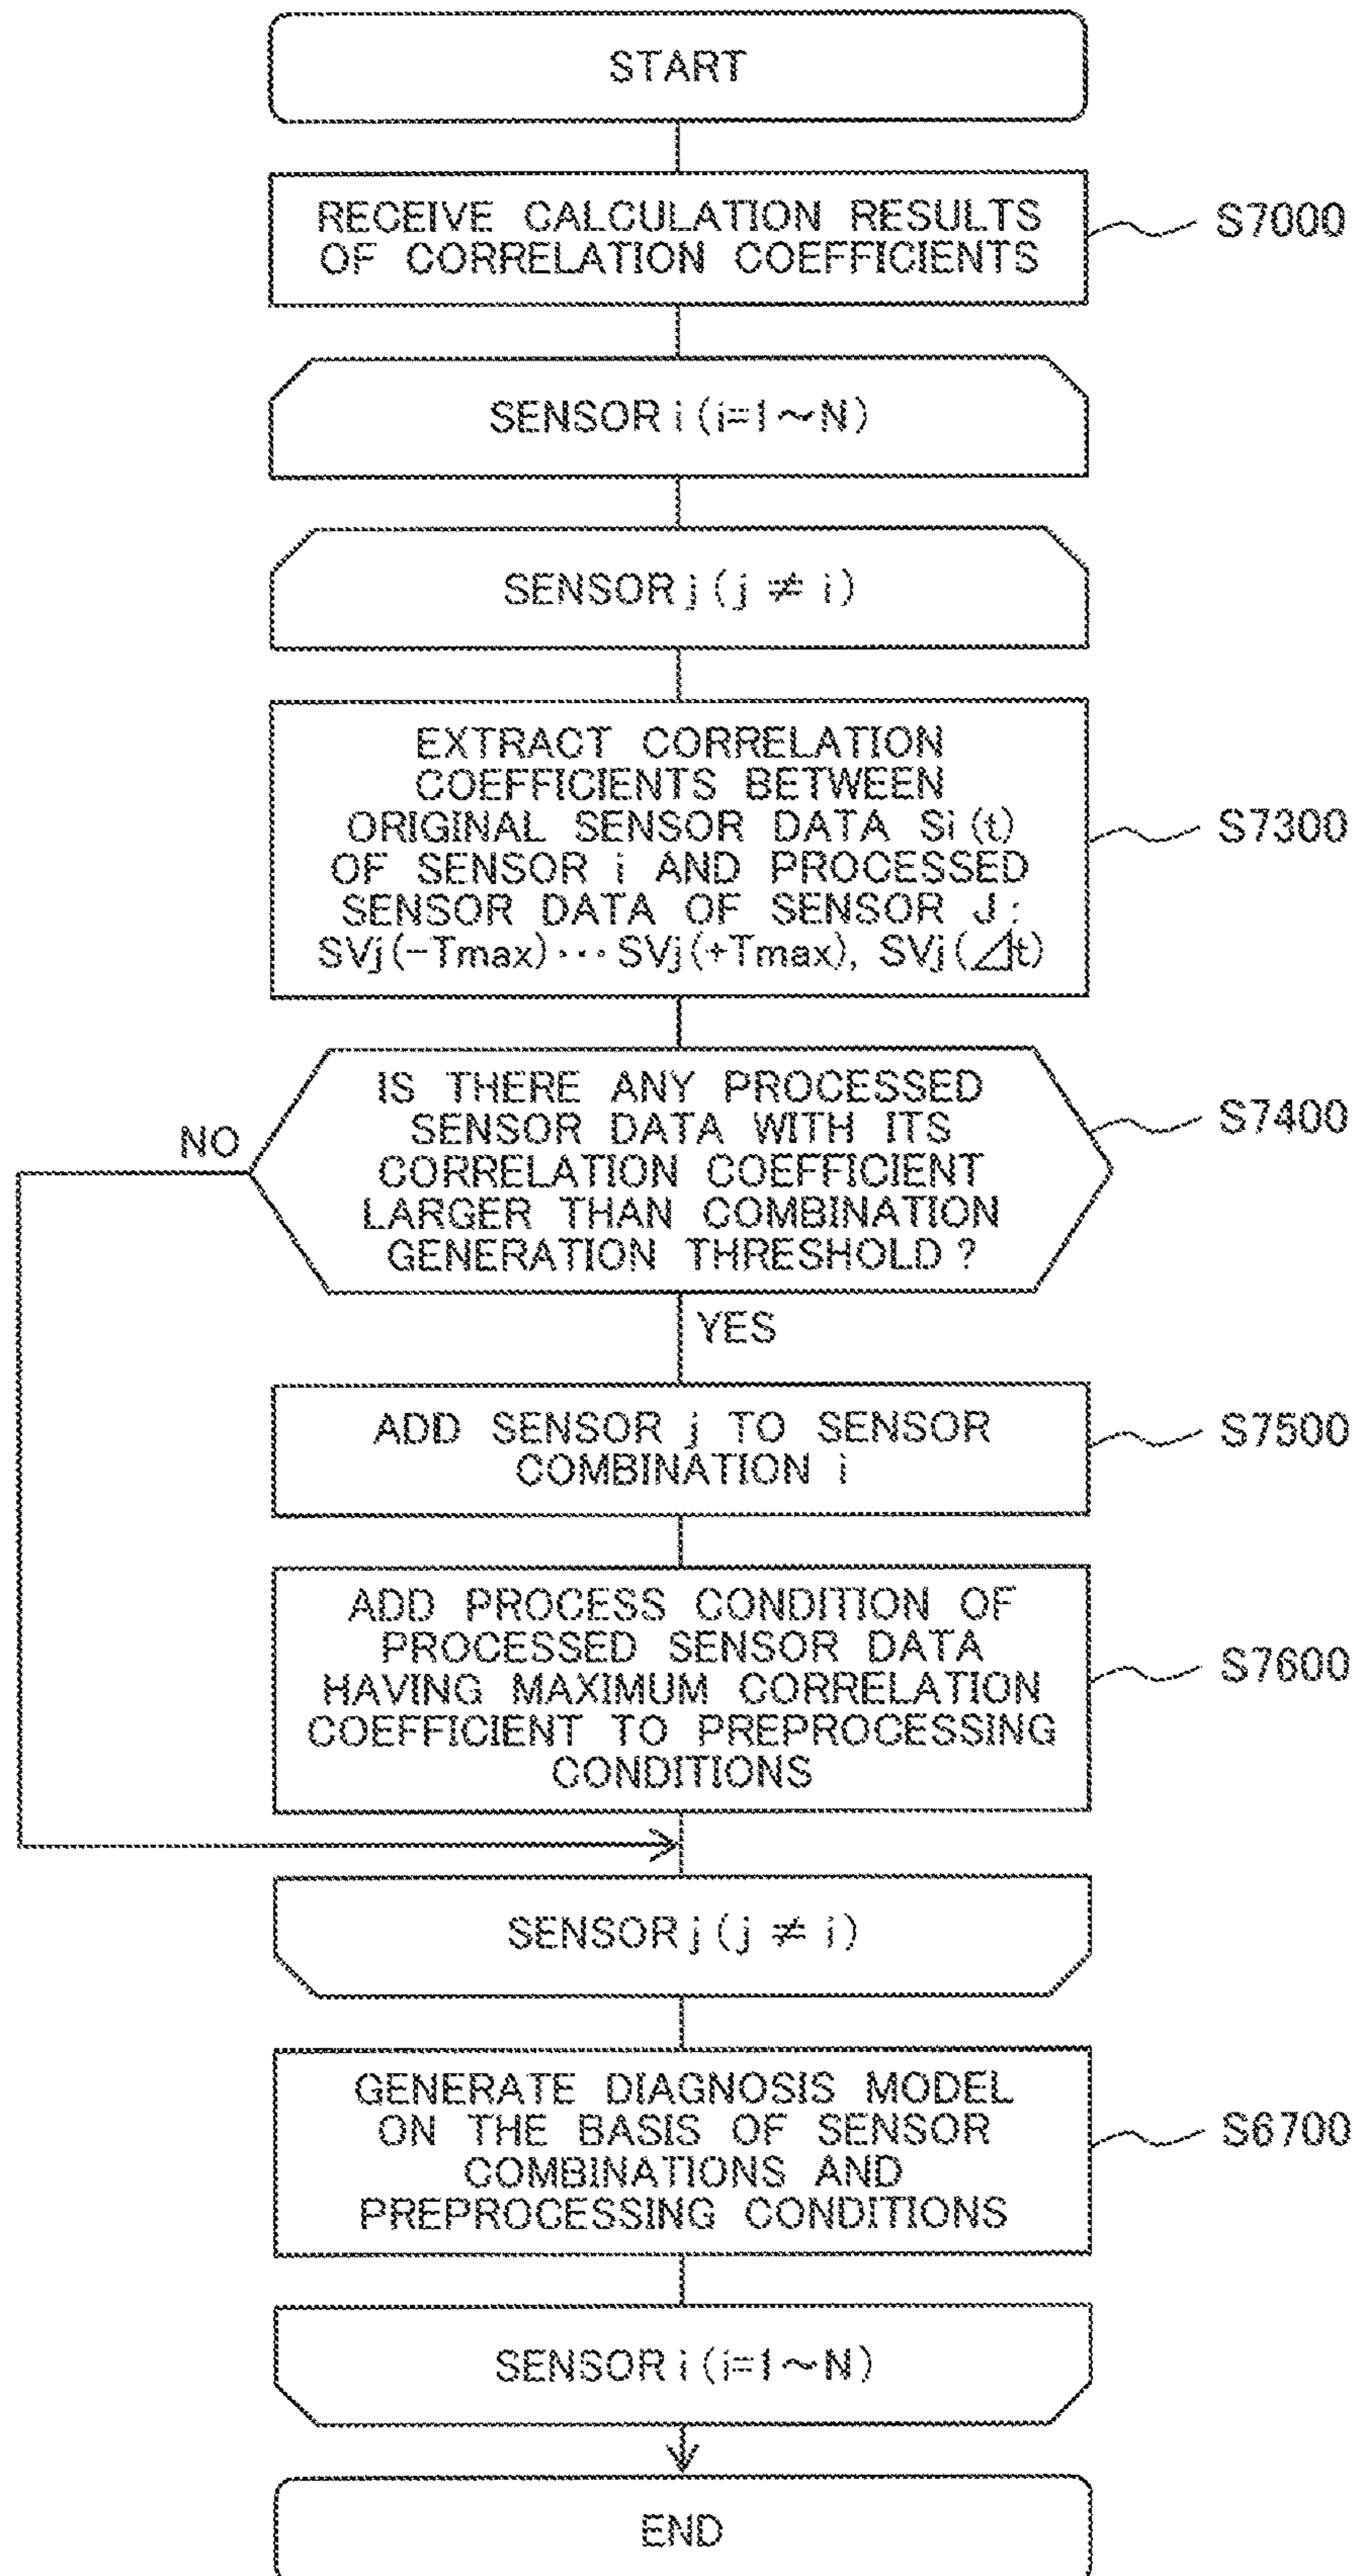 START
RECEIVE CALCULATION RESULTS
OF CORRELATION COEFFICIENTS
S7000
SENSOR i (i=1~N)
SENSOR j (j ≠ i)
EXTRACT CORRELATION
COEFFICIENTS BETWEEN
ORIGINAL SENSOR DATA Si(t)
OF SENSOR i AND PROCESSED
SENSOR DATA OF SENSOR J:
SVj(-Tmax)···SVj(+Tmax), SVj(⊿t)
S7300
IS THERE ANY PROCESSED
SENSOR DATA WITH ITS
CORRELATION COEFFICIENT
LARGER THAN COMBINATION
GENERATION THRESHOLD?
S7400
NO
YES
ADD SENSOR j TO SENSOR
COMBINATION i
S7500
ADD PROCESS CONDITION OF
PROCESSED SENSOR DATA
HAVING MAXIMUM CORRELATION
COEFFICIENT TO PREPROCESSING
CONDITIONS
S7600
SENSOR j (j ≠ i)
GENERATE DIAGNOSIS MODEL
ON THE BASIS OF SENSOR
COMBINATIONS AND
PREPROCESSING CONDITIONS
S6700
SENSOR i (i=1~N)
END